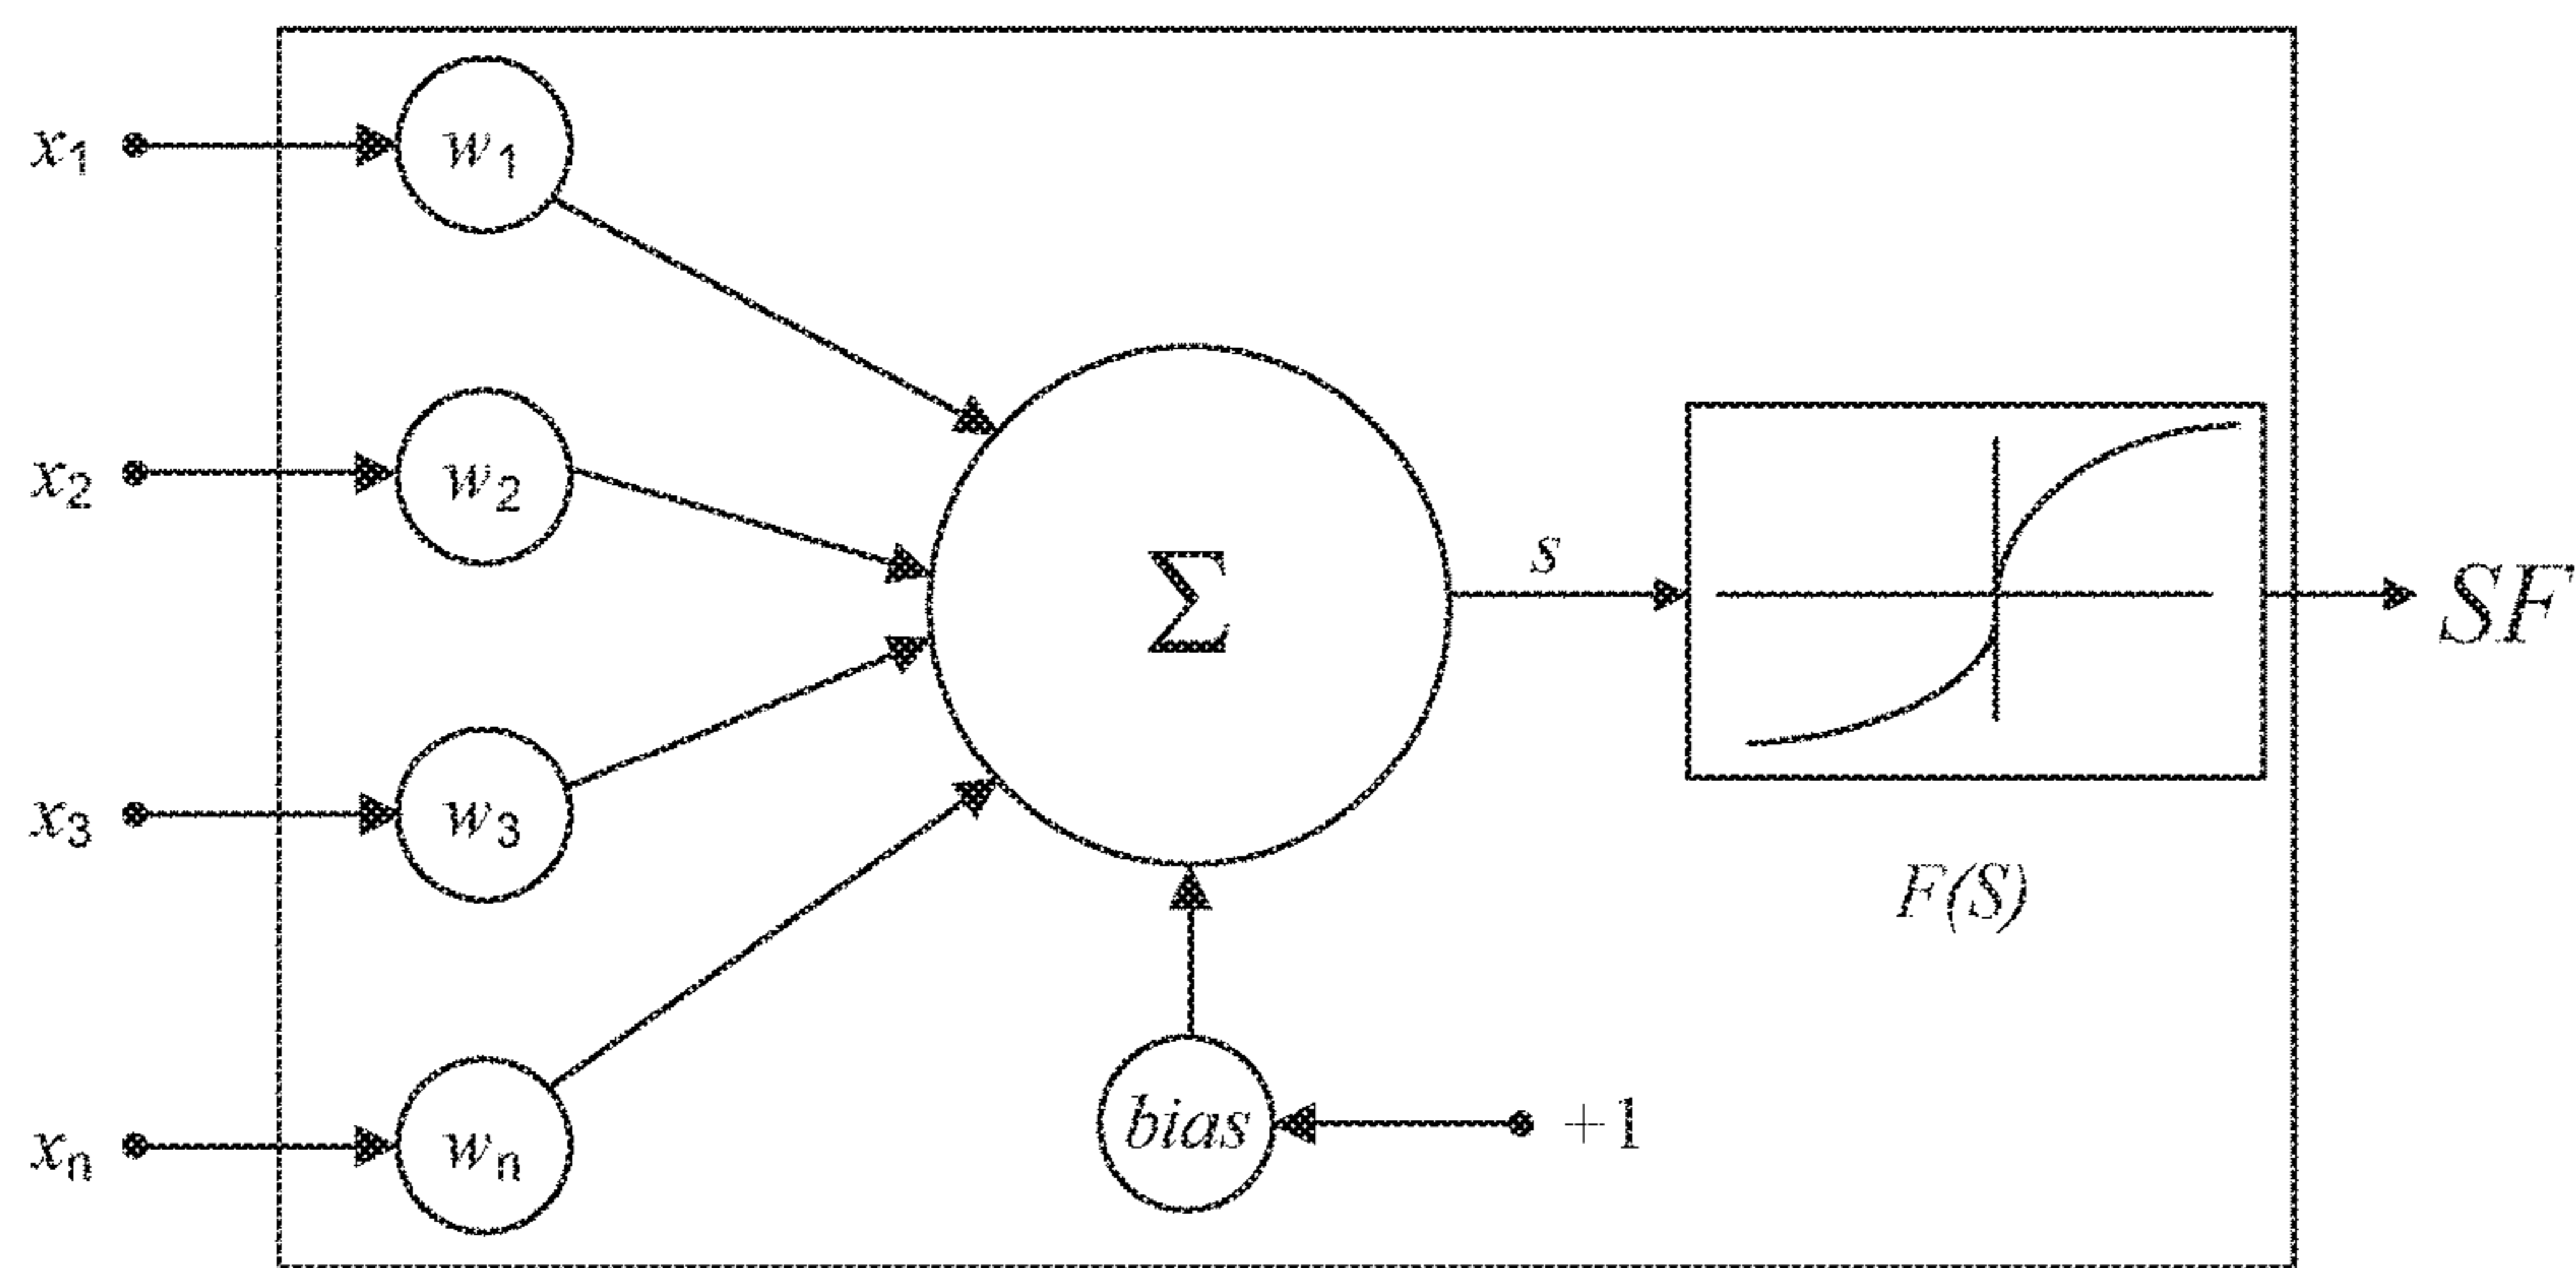 x₁ w₁
x₂ w₂
Σ
s
SF
x₃ w₃
F(S)
xₙ wₙ
bias +1